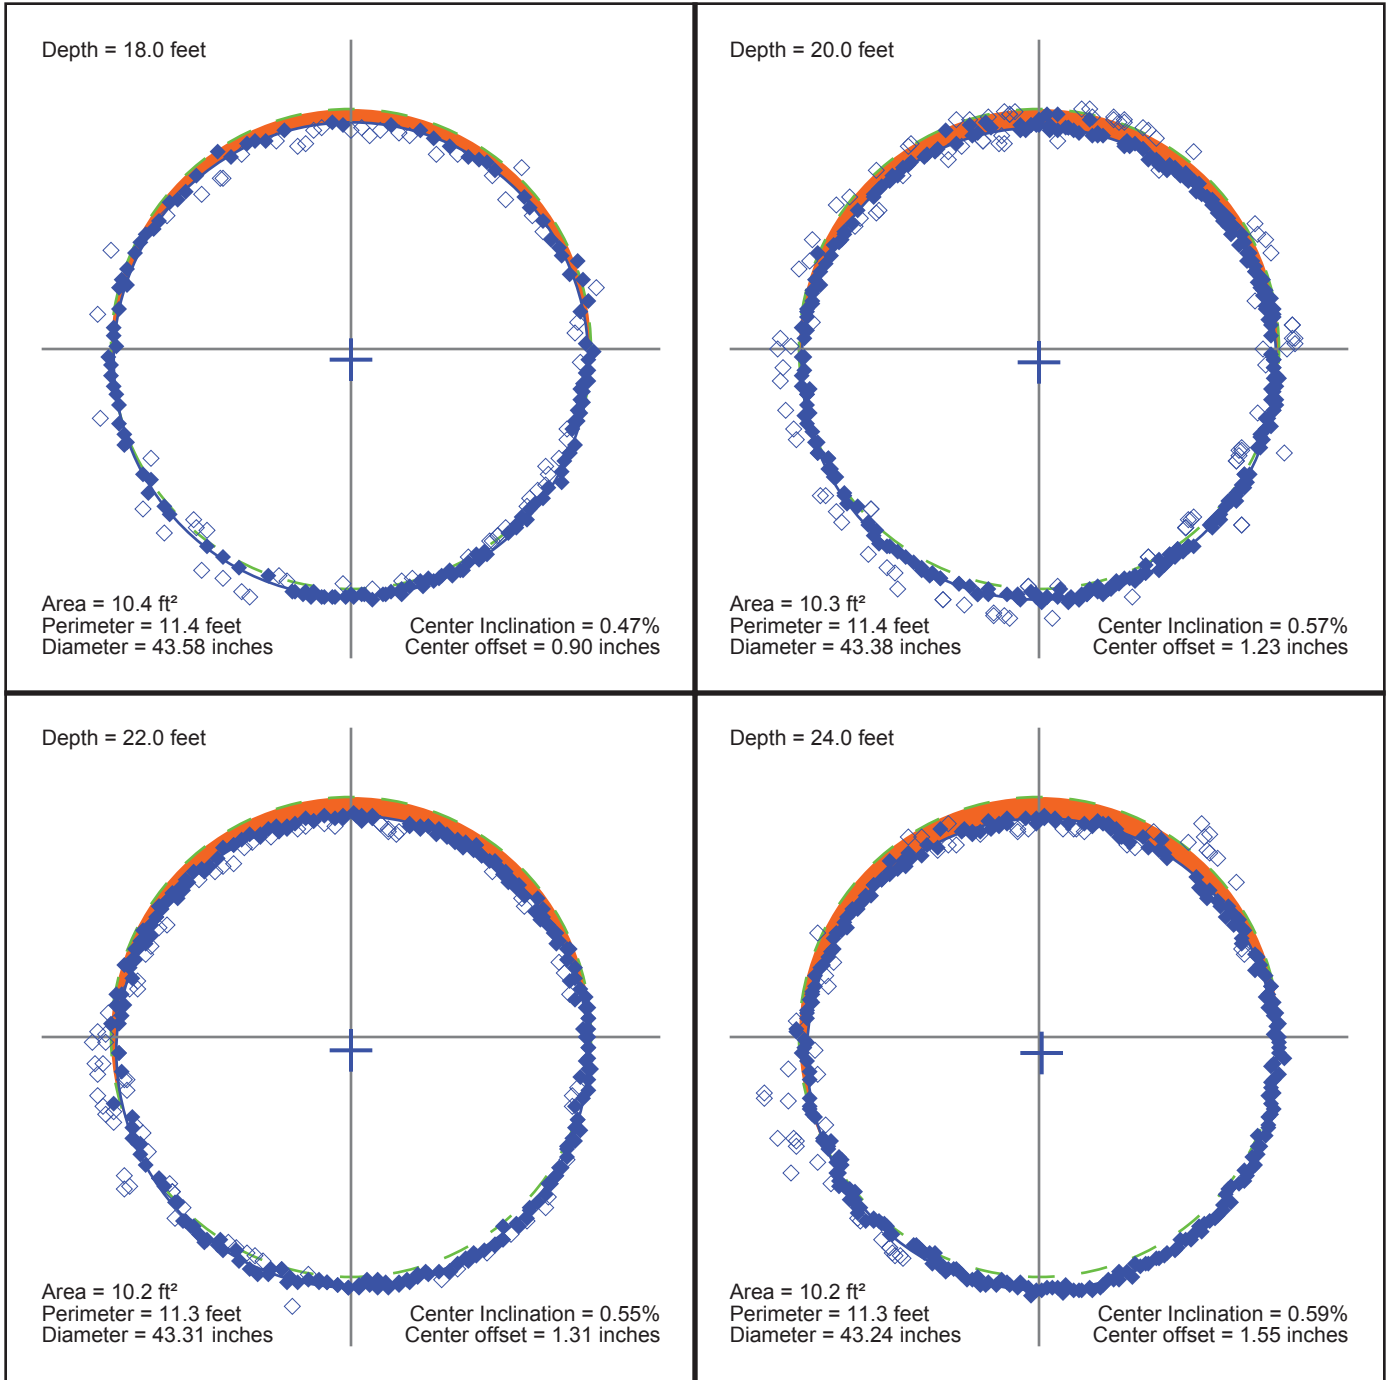 Depth = 18.0 feet
Area = 10.4 ft²
Perimeter = 11.4 feet
Diameter = 43.58 inches
Center Inclination = 0.47%
Center offset = 0.90 inches
Depth = 20.0 feet
Area = 10.3 ft²
Perimeter = 11.4 feet
Diameter = 43.38 inches
Center Inclination = 0.57%
Center offset = 1.23 inches
Depth = 22.0 feet
Area = 10.2 ft²
Perimeter = 11.3 feet
Diameter = 43.31 inches
Center Inclination = 0.55%
Center offset = 1.31 inches
Depth = 24.0 feet
Area = 10.2 ft²
Perimeter = 11.3 feet
Diameter = 43.24 inches
Center Inclination = 0.59%
Center offset = 1.55 inches